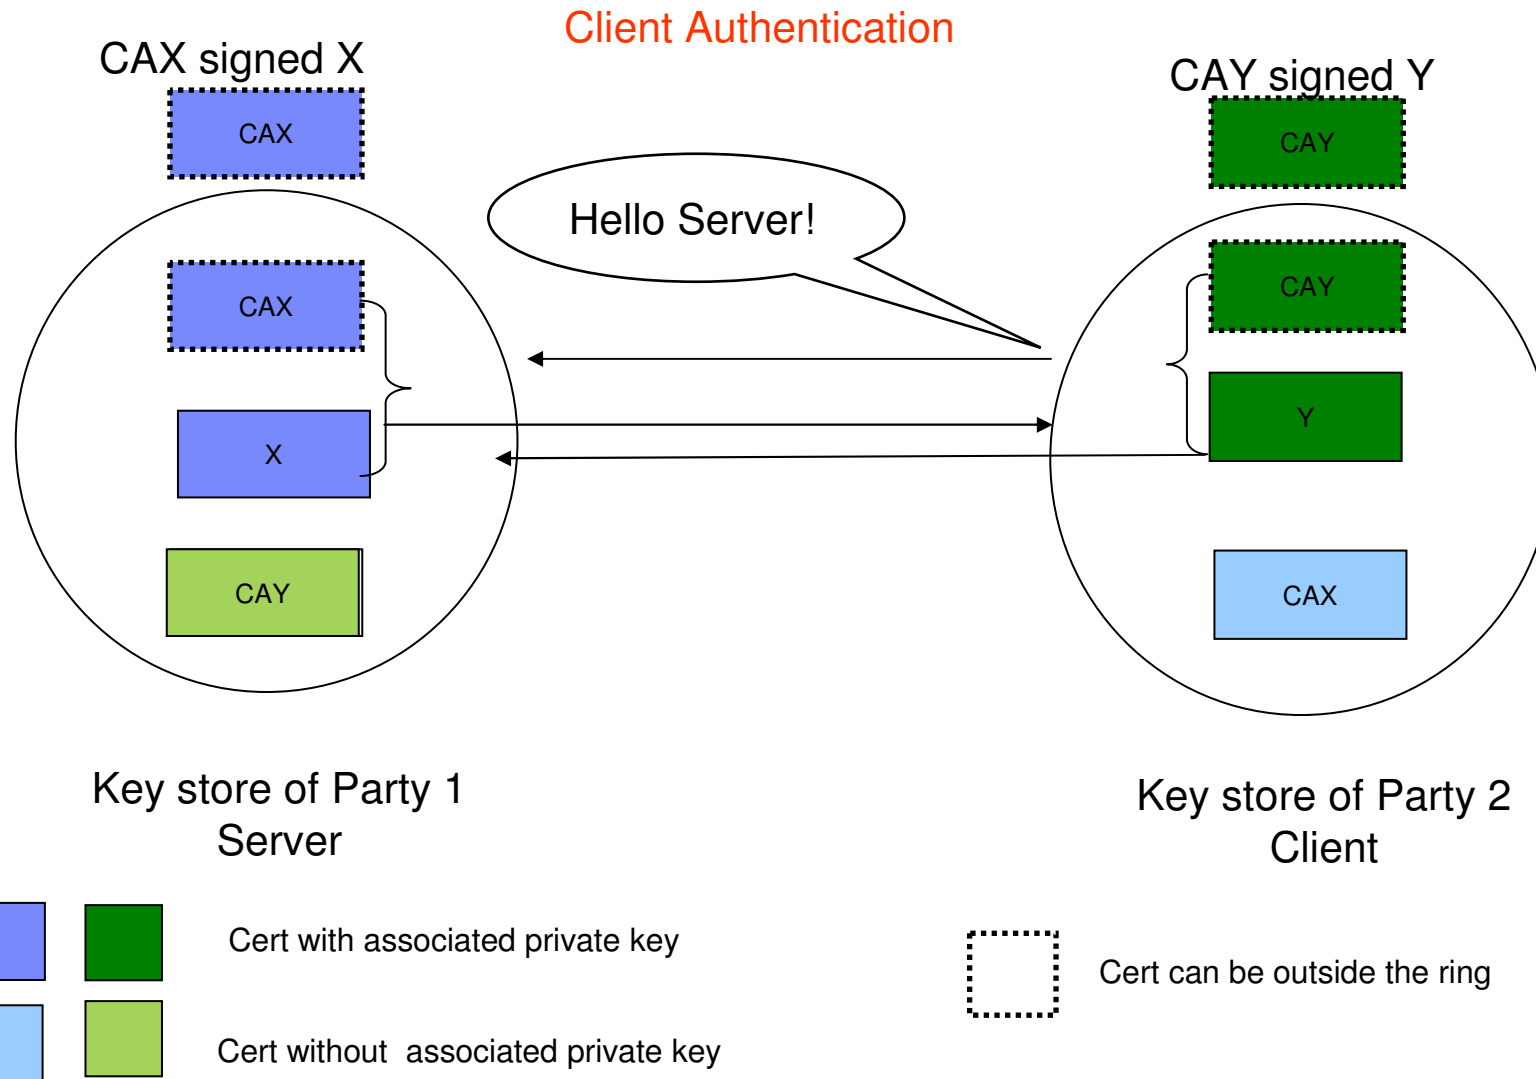 Client Authentication
CAX signed X
CAY signed Y
CAX
CAY
Hello Server!
CAX
CAY
X
Y
CAY
CAX
Key store of Party 1
Server
Key store of Party 2
Client
Cert with associated private key
Cert can be outside the ring
Cert without  associated private key